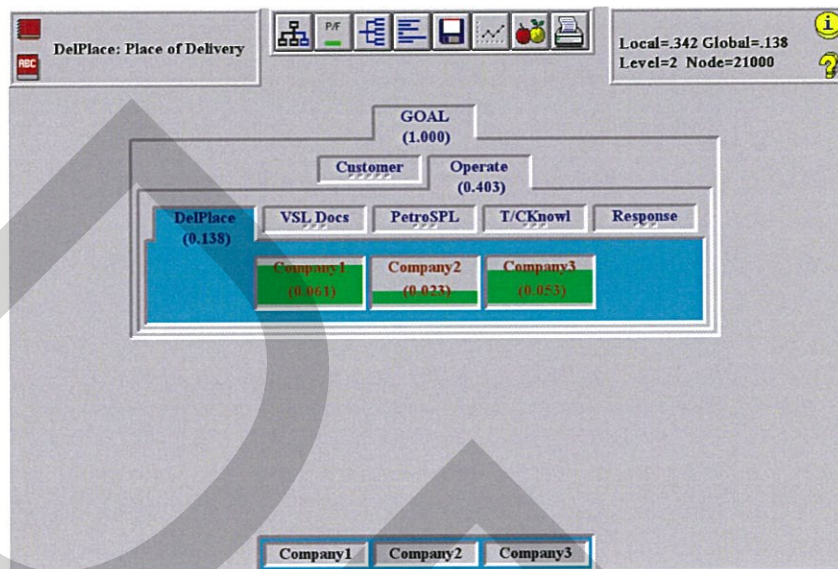 ABC
DelPlace: Place of Delivery
P/F
Local=.342 Global=.138
Level=2 Node=21000
i
?
GOAL
(1.000)
Customer
Operate
(0.403)
DelPlace
(0.138)
VSL Docs
PetroSPL
T/CKnowl
Response
Company1
(0.061)
Company2
(0.023)
Company3
(0.053)
Company1
Company2
Company3